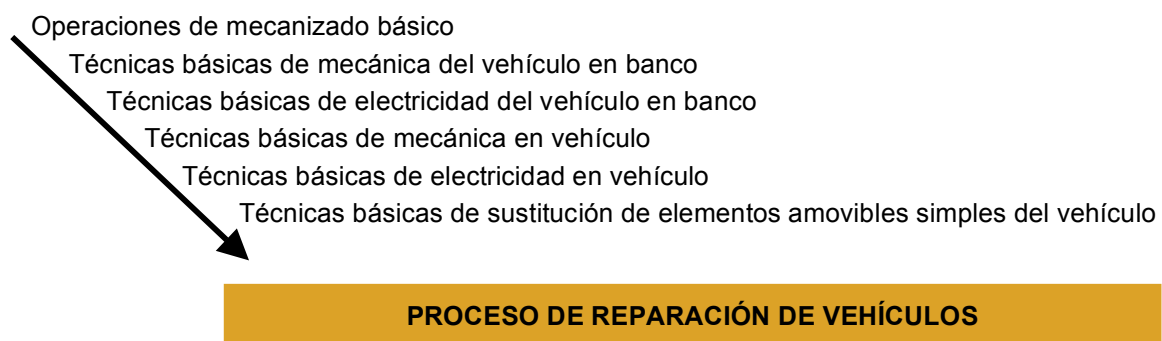 Operaciones de mecanizado básico
Técnicas básicas de mecánica del vehículo en banco
Técnicas básicas de electricidad del vehículo en banco
Técnicas básicas de mecánica en vehículo
Técnicas básicas de electricidad en vehículo
Técnicas básicas de sustitución de elementos amovibles simples del vehículo
PROCESO DE REPARACIÓN DE VEHÍCULOS